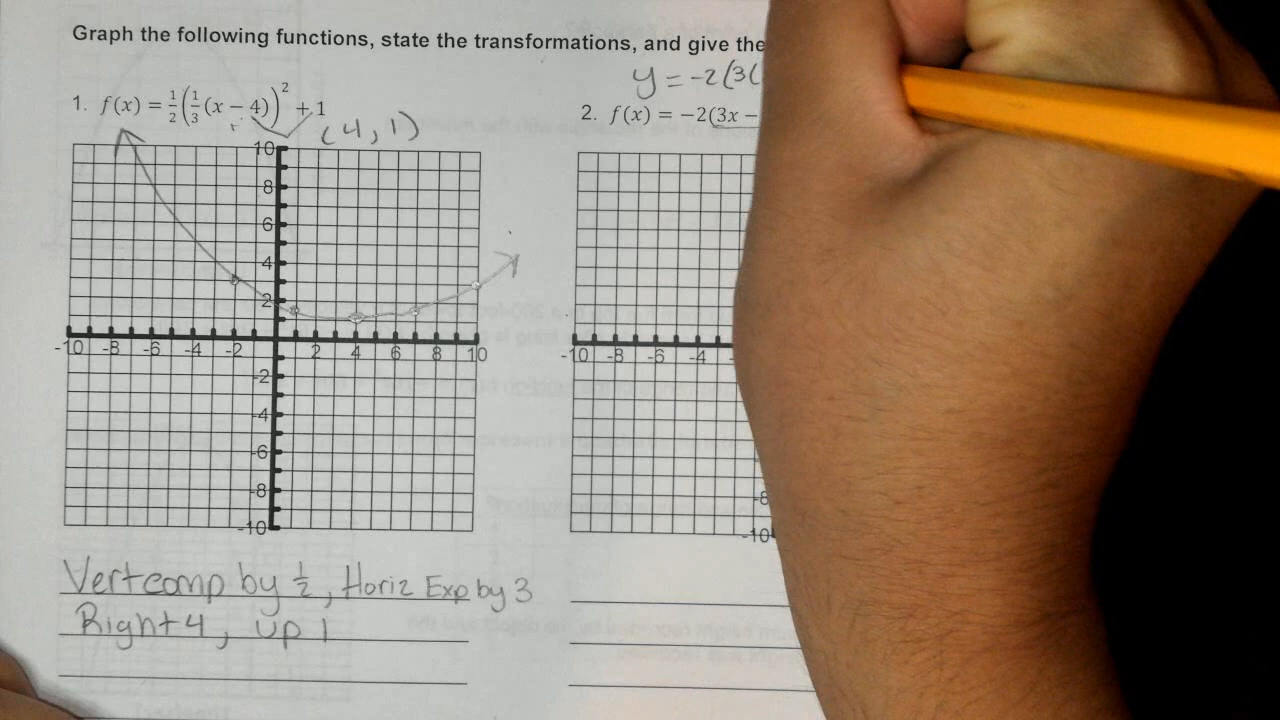 Graph the following functions, state the transformations, and give the
y = -2(3(
1. f(x) = ½(⅓(x − 4))² + 1
(4, 1)
2. f(x) = −2(3x −
10
8
6
4
2
-10 -8 -6 -4 -2 2 4 6 8 10
-2
-4
-6
-8
-10
-10 -8 -6 -4
-8
-10
Vert comp by ½, Horiz Exp by 3
Right 4, up 1